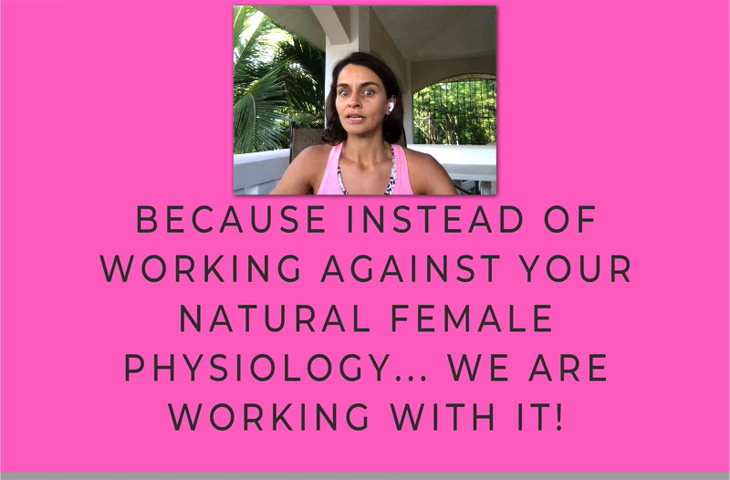 BECAUSE INSTEAD OF
WORKING AGAINST YOUR
NATURAL FEMALE
PHYSIOLOGY... WE ARE
WORKING WITH IT!